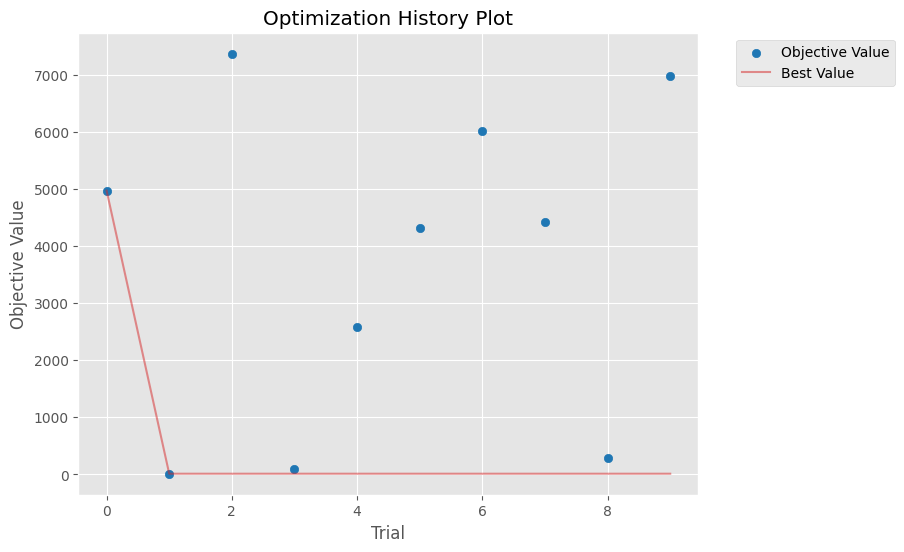 Optimization History Plot
Objective Value
Best Value
7000
6000
5000
4000
3000
2000
1000
0
Objective Value
0 2 4 6 8
Trial